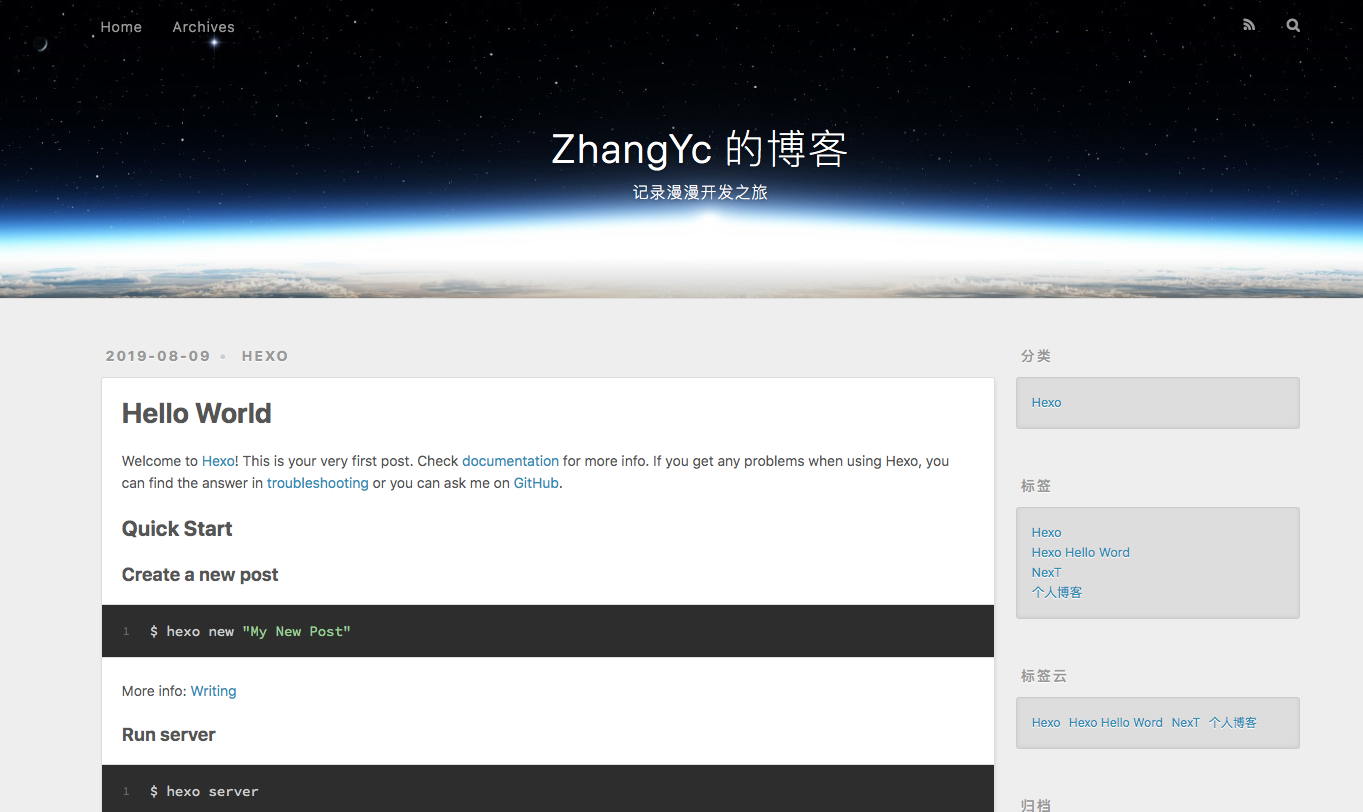 Home Archives
ZhangYc 的博客
记录漫漫开发之旅
2019-08-09 • HEXO
Hello World
Welcome to Hexo! This is your very first post. Check documentation for more info. If you get any problems when using Hexo, you
can find the answer in troubleshooting or you can ask me on GitHub.
Quick Start
Create a new post
1 $ hexo new "My New Post"
More info: Writing
Run server
1 $ hexo server
分类
Hexo
标签
Hexo
Hexo Hello Word
NexT
个人博客
标签云
Hexo Hexo Hello Word NexT 个人博客
归档